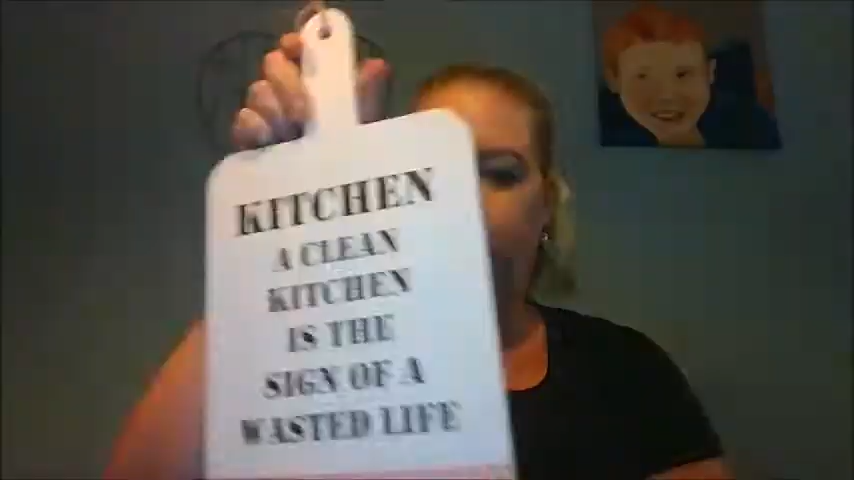 KITCHEN
A CLEAN
KITCHEN
IS THE
SIGN OF A
WASTED LIFE